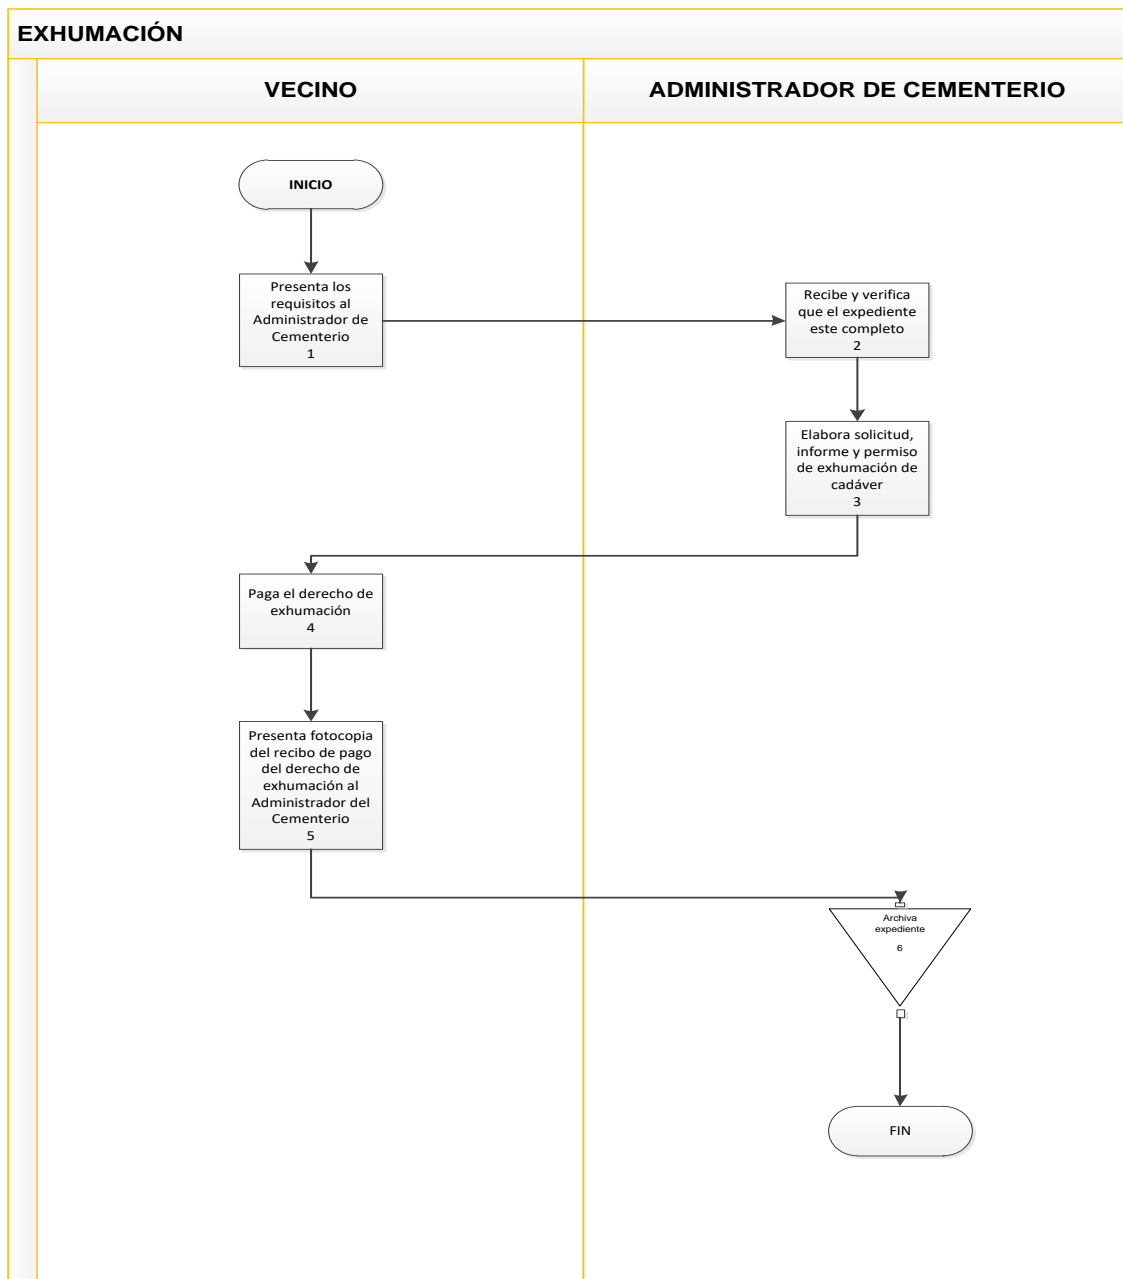 EXHUMACIÓN
VECINO
ADMINISTRADOR DE CEMENTERIO
INICIO
Presenta los
requisitos al
Administrador de
Cementerio
1
Recibe y verifica
que el expediente
este completo
2
Elabora solicitud,
informe y permiso
de exhumación de
cadáver
3
Paga el derecho de
exhumación
4
Presenta fotocopia
del recibo de pago
del derecho de
exhumación al
Administrador del
Cementerio
5
Archiva
expediente
6
FIN